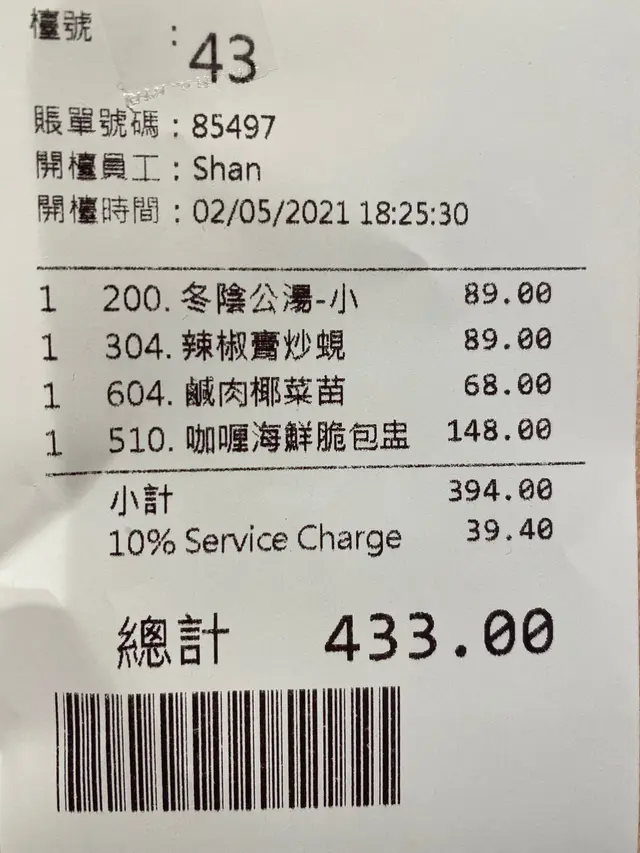 檯號 : 43
賬單號碼 : 85497
開檯員工 : Shan
開檯時間 : 02/05/2021 18:25:30
1 200. 冬陰公湯-小 89.00
1 304. 辣椒膏炒蜆 89.00
1 604. 鹹肉椰菜苗 68.00
1 510. 咖喱海鮮脆包盅 148.00
小計 394.00
10% Service Charge 39.40
總計 433.00